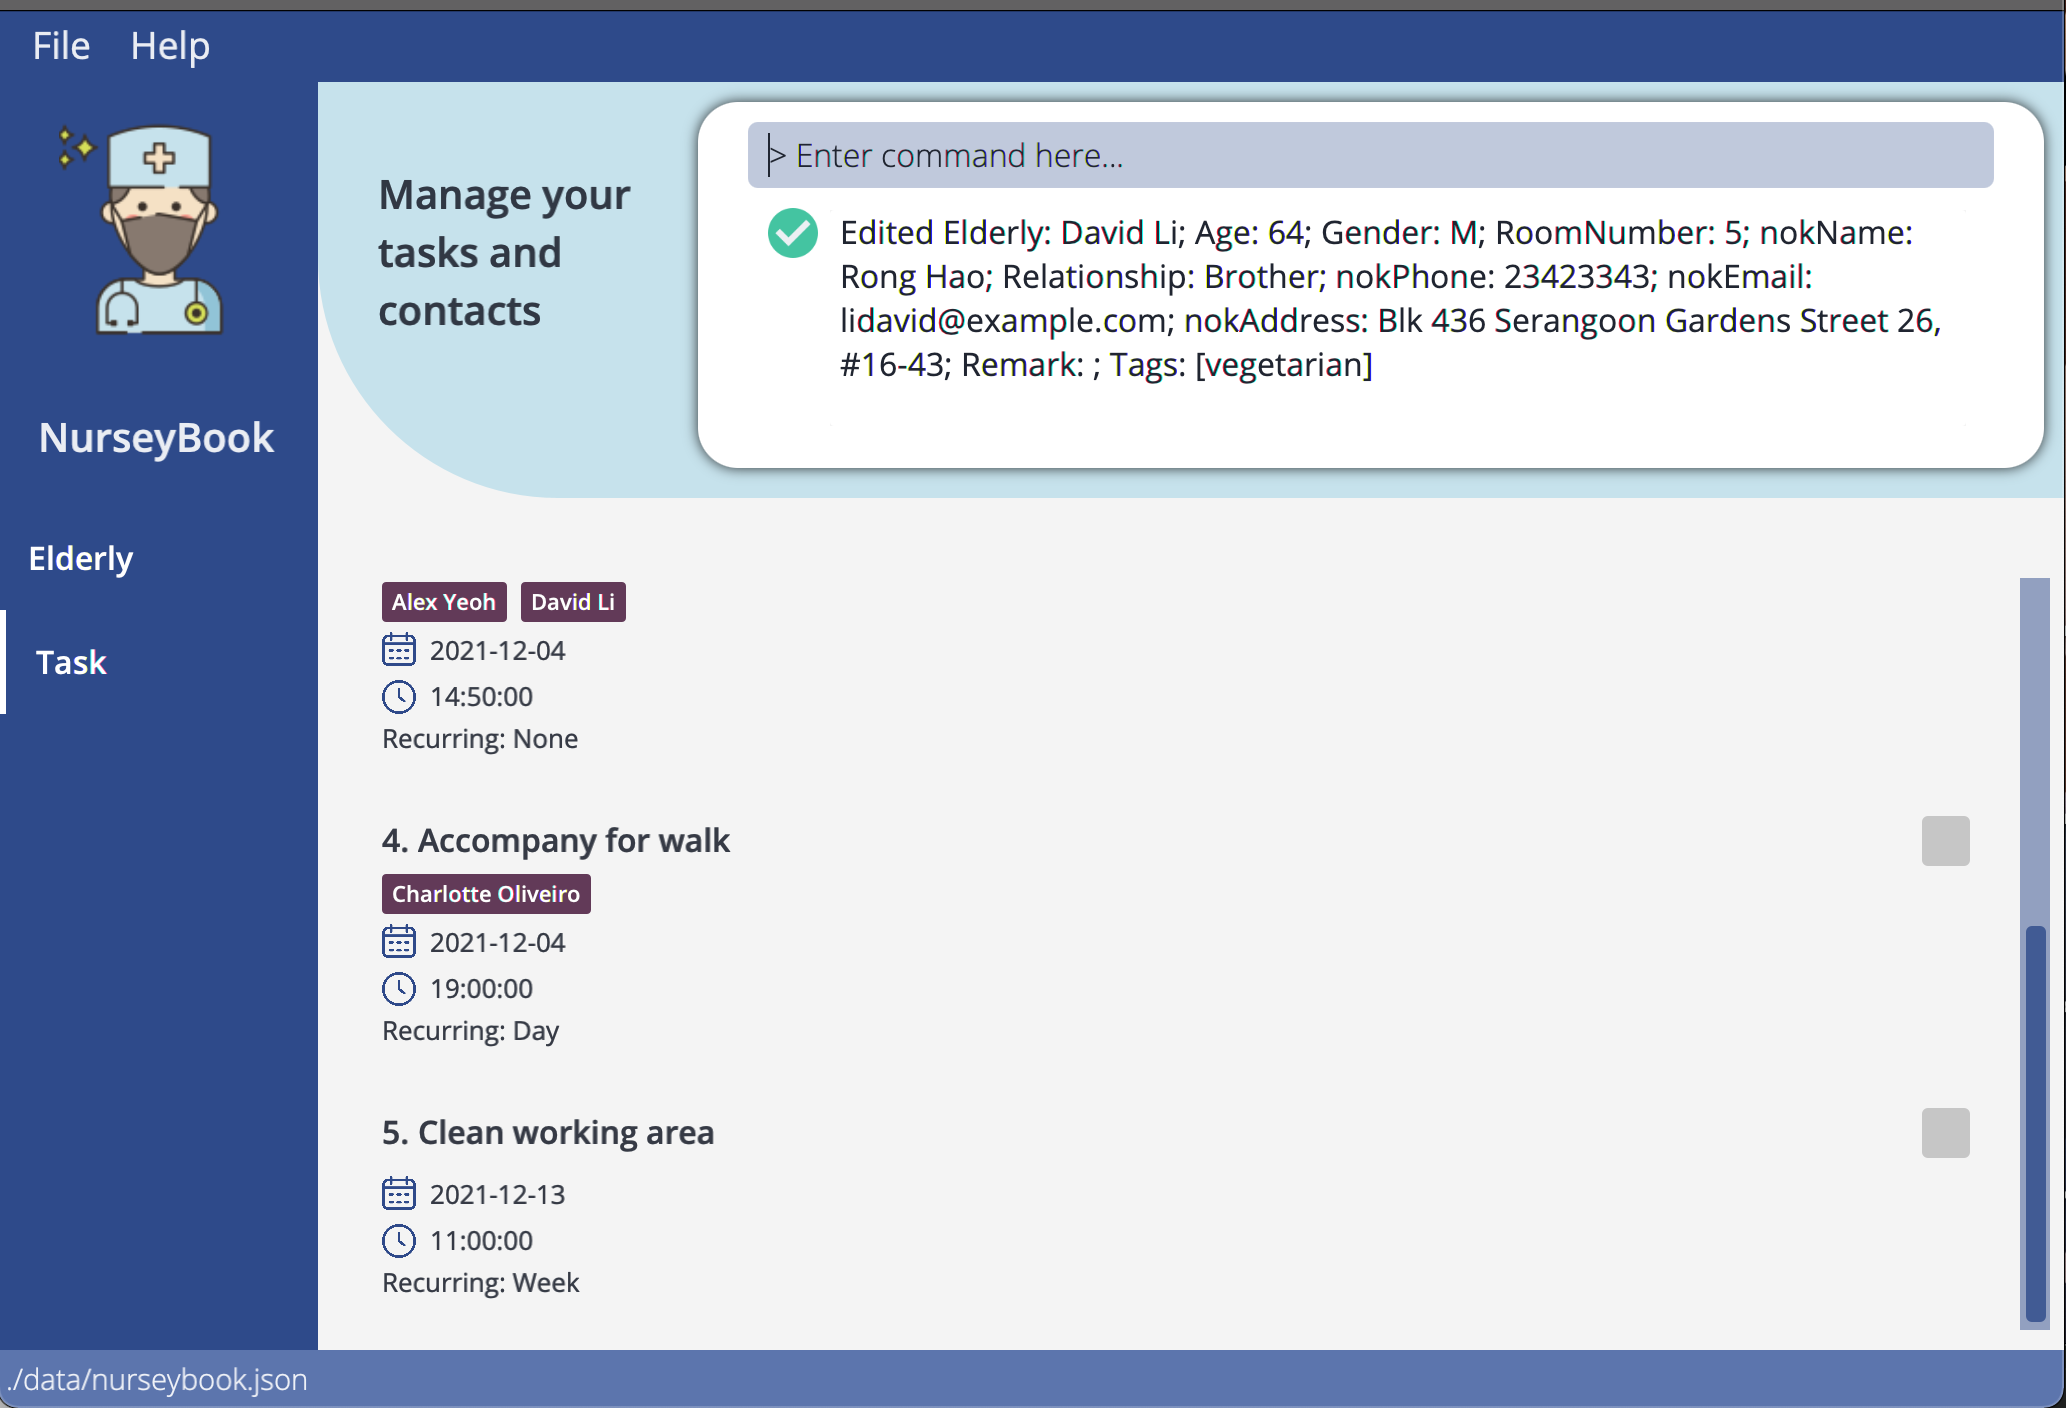 File Help
NurseyBook
Elderly
Task
Manage your
tasks and
contacts
> Enter command here...
Edited Elderly: David Li; Age: 64; Gender: M; RoomNumber: 5; nokName:
Rong Hao; Relationship: Brother; nokPhone: 23423343; nokEmail:
lidavid@example.com; nokAddress: Blk 436 Serangoon Gardens Street 26,
#16-43; Remark: ; Tags: [vegetarian]
Alex Yeoh David Li
2021-12-04
14:50:00
Recurring: None
4. Accompany for walk
Charlotte Oliveiro
2021-12-04
19:00:00
Recurring: Day
5. Clean working area
2021-12-13
11:00:00
Recurring: Week
./data/nurseybook.json